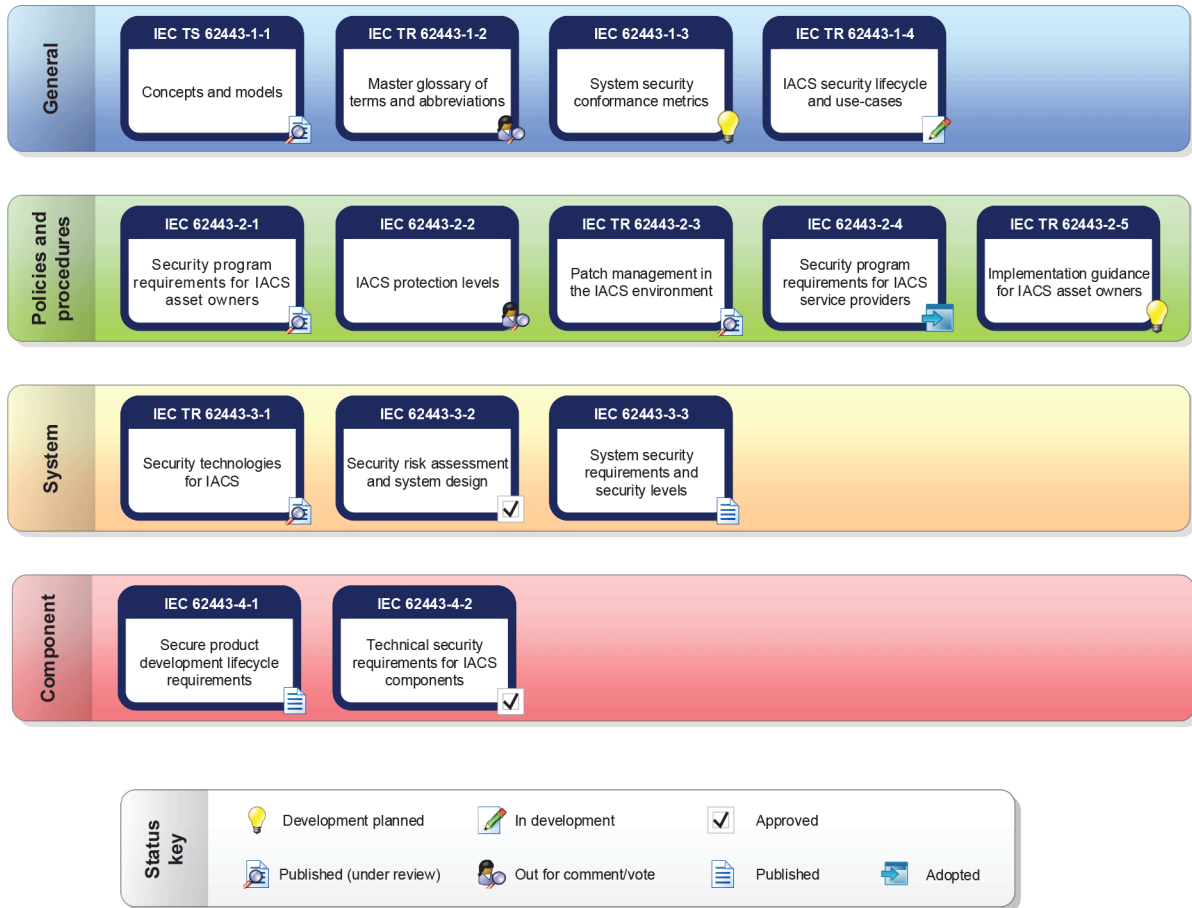 General
IEC TS 62443-1-1
Concepts and models
IEC TR 62443-1-2
Master glossary of
terms and abbreviations
IEC 62443-1-3
System security
conformance metrics
IEC TR 62443-1-4
IACS security lifecycle
and use-cases
Policies and
procedures
IEC 62443-2-1
Security program
requirements for IACS
asset owners
IEC 62443-2-2
IACS protection levels
IEC TR 62443-2-3
Patch management in
the IACS environment
IEC 62443-2-4
Security program
requirements for IACS
service providers
IEC TR 62443-2-5
Implementation guidance
for IACS asset owners
System
IEC TR 62443-3-1
Security technologies
for IACS
IEC 62443-3-2
Security risk assessment
and system design
IEC 62443-3-3
System security
requirements and
security levels
Component
IEC 62443-4-1
Secure product
development lifecycle
requirements
IEC 62443-4-2
Technical security
requirements for IACS
components
Status
key
Development planned
In development
Approved
Published (under review)
Out for comment/vote
Published
Adopted